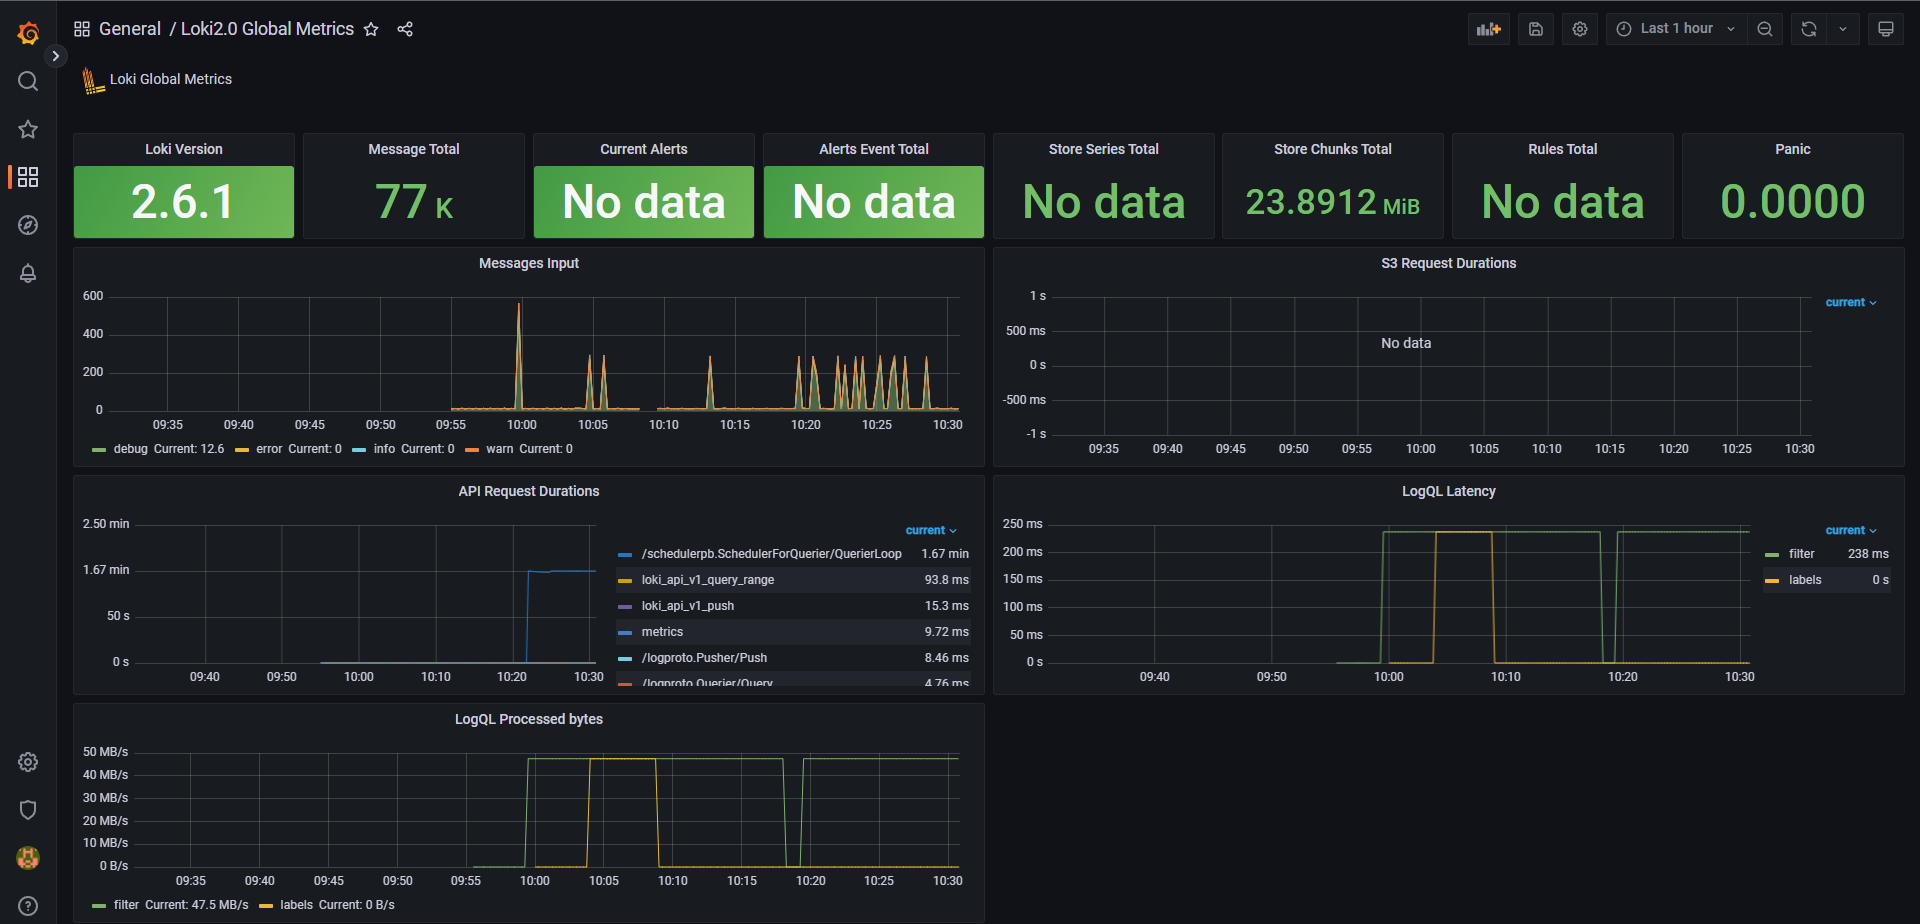 General / Loki2.0 Global Metrics
Last 1 hour
Loki Global Metrics
Loki Version
2.6.1
Message Total
77 K
Current Alerts
No data
Alerts Event Total
No data
Store Series Total
No data
Store Chunks Total
23.8912 MiB
Rules Total
No data
Panic
0.0000
Messages Input
600
400
200
0
09:35 09:40 09:45 09:50 09:55 10:00 10:05 10:10 10:15 10:20 10:25 10:30
debug Current: 12.6 error Current: 0 info Current: 0 warn Current: 0
S3 Request Durations
1 s
500 ms
0 s
-500 ms
-1 s
No data
current
09:35 09:40 09:45 09:50 09:55 10:00 10:05 10:10 10:15 10:20 10:25 10:30
API Request Durations
2.50 min
1.67 min
50 s
0 s
09:40 09:50 10:00 10:10 10:20 10:30
current
/schedulerpb.SchedulerForQuerier/QuerierLoop 1.67 min
loki_api_v1_query_range 93.8 ms
loki_api_v1_push 15.3 ms
metrics 9.72 ms
/logproto.Pusher/Push 8.46 ms
/logproto.Querier/Query 4.76 ms
LogQL Latency
250 ms
200 ms
150 ms
100 ms
50 ms
0 s
09:40 09:50 10:00 10:10 10:20 10:30
current
filter 238 ms
labels 0 s
LogQL Processed bytes
50 MB/s
40 MB/s
30 MB/s
20 MB/s
10 MB/s
0 B/s
09:35 09:40 09:45 09:50 09:55 10:00 10:05 10:10 10:15 10:20 10:25 10:30
filter Current: 47.5 MB/s labels Current: 0 B/s